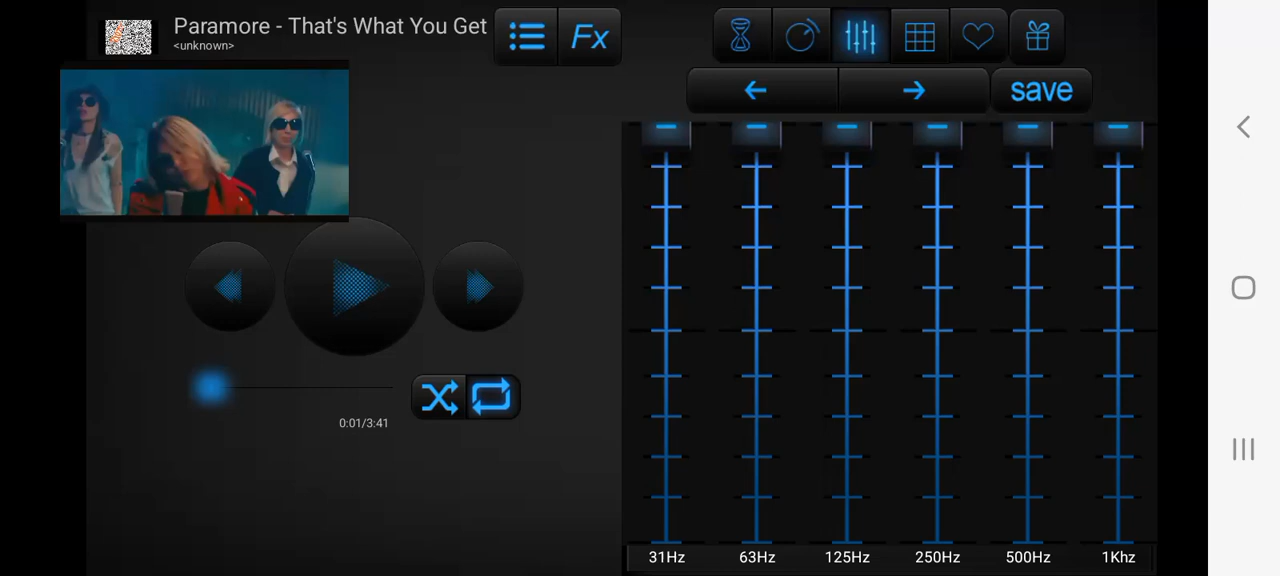 Paramore - That's What You Get
<unknown>
Fx
save
0:01/3:41
31Hz 63Hz 125Hz 250Hz 500Hz 1Khz